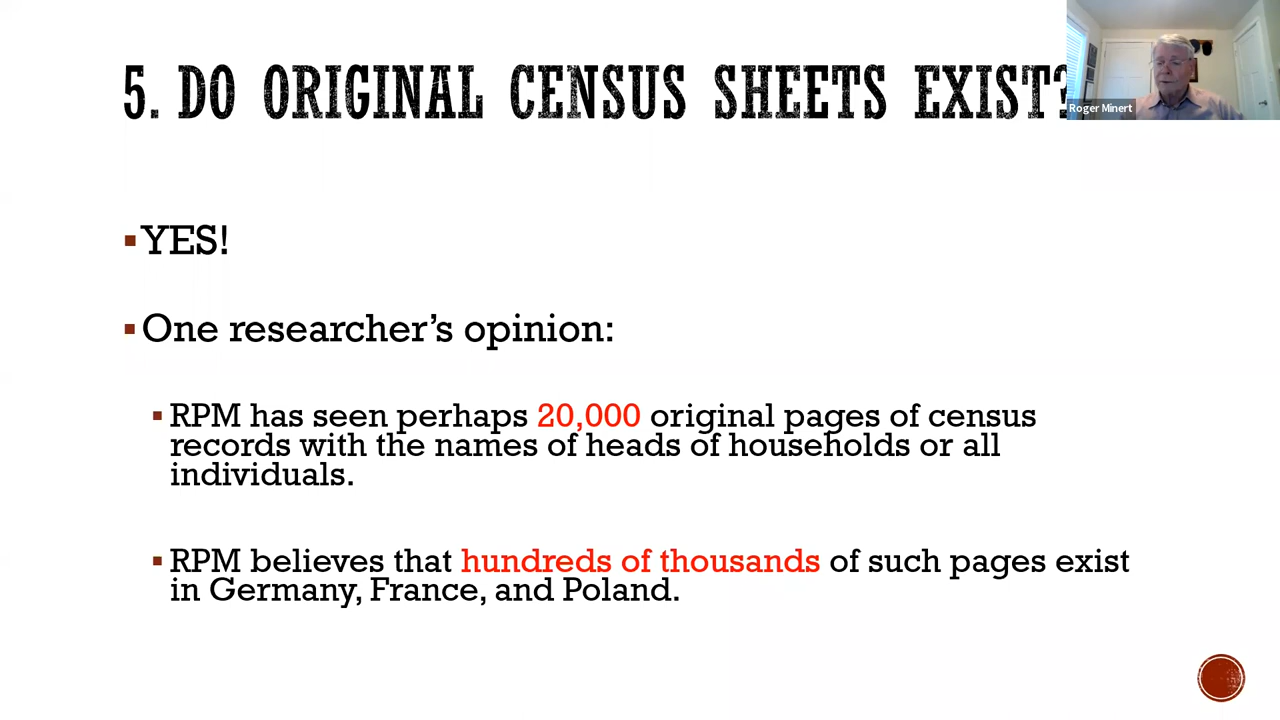 5. DO ORIGINAL CENSUS SHEETS EXIST?
Roger Minert
YES!
One researcher’s opinion:
RPM has seen perhaps 20,000 original pages of census
records with the names of heads of households or all
individuals.
RPM believes that hundreds of thousands of such pages exist
in Germany, France, and Poland.